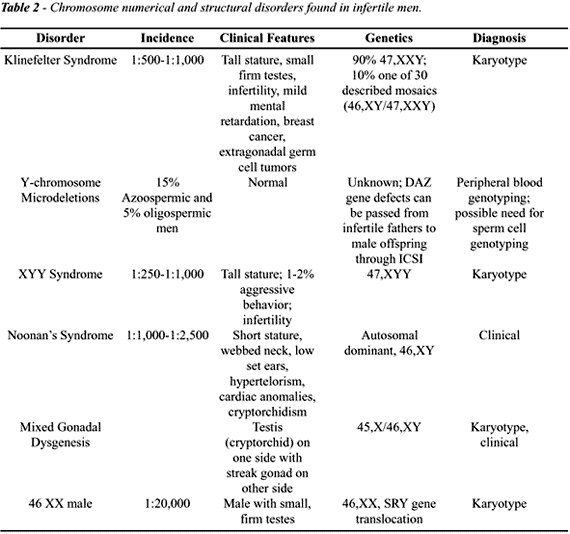 Table 2 - Chromosome numerical and structural disorders found in infertile men.
Disorder Incidence Clinical Features Genetics Diagnosis
Klinefelter Syndrome 1:500-1:1,000 Tall stature, small 90% 47,XXY; Karyotype
firm testes, 10% one of 30
infertility, mild described mosaics
mental (46,XY/47,XXY)
retardation, breast
cancer,
extragonadal germ
cell tumors
Y-chromosome 15% Normal Unknown; DAZ Peripheral blood
Microdeletions Azoospermic and gene defects can genotyping;
5% oligospermic be passed from possible need for
men infertile fathers to sperm cell
male offspring genotyping
through ICSI
XYY Syndrome 1:250-1:1,000 Tall stature; 1-2% 47,XYY Karyotype
aggressive
behavior;
infertility
Noonan's Syndrome 1:1,000-1:2,500 Short stature, Autosomal Clinical
webbed neck, low dominant, 46,XY
set ears,
hypertelorism,
cardiac anomalies,
cryptorchidism
Mixed Gonadal Testis 45,X/46,XY Karyotype,
Dysgenesis (cryptorchid) on clinical
one side with
streak gonad on
other side
46 XX male 1:20,000 Male with small, 46,XX, SRY gene Karyotype
firm testes translocation